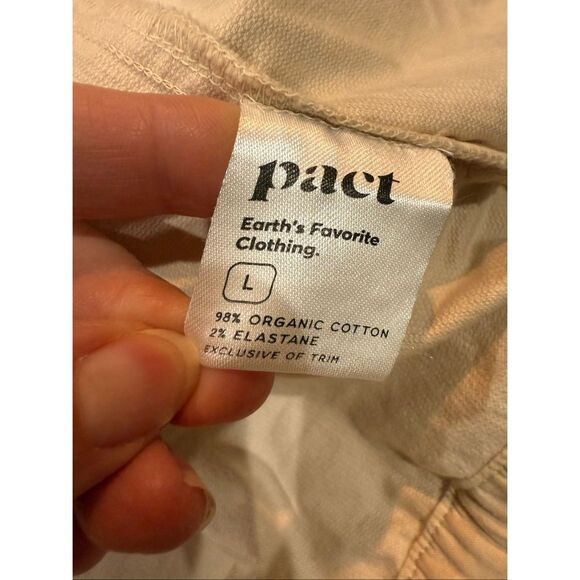 pact
Earth's Favorite
Clothing.
L
98% ORGANIC COTTON
2% ELASTANE
EXCLUSIVE OF TRIM